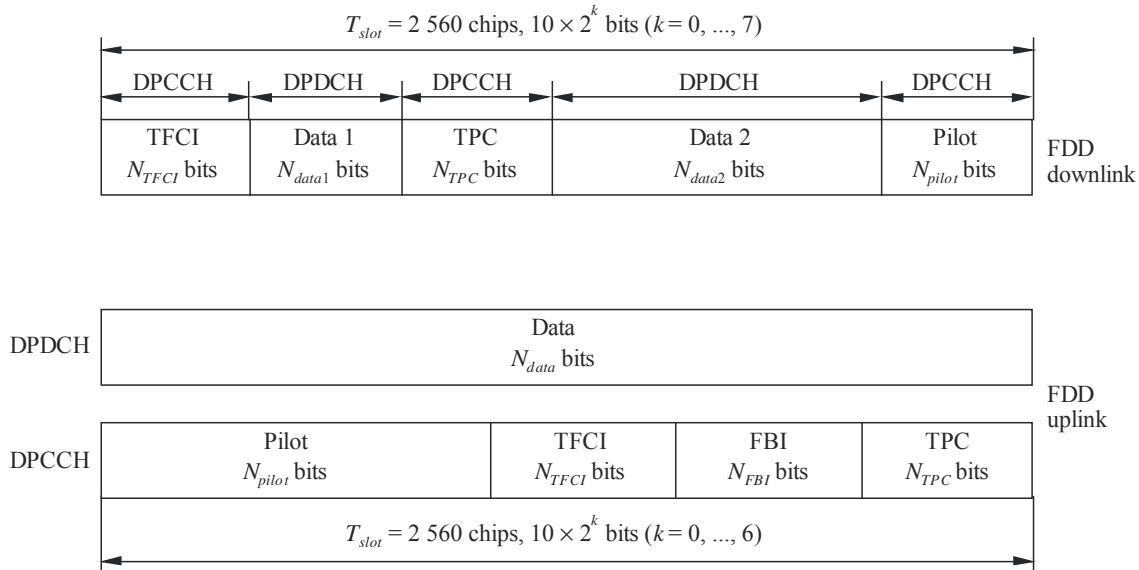 T_slot = 2 560 chips, 10 × 2^k bits (k = 0, ..., 7)
DPCCH DPDCH DPCCH DPDCH DPCCH
TFCI Data 1 TPC Data 2 Pilot
N_TFCI bits N_data1 bits N_TPC bits N_data2 bits N_pilot bits
FDD
downlink
DPDCH
Data
N_data bits
FDD
uplink
DPCCH
Pilot TFCI FBI TPC
N_pilot bits N_TFCI bits N_FBI bits N_TPC bits
T_slot = 2 560 chips, 10 × 2^k bits (k = 0, ..., 6)